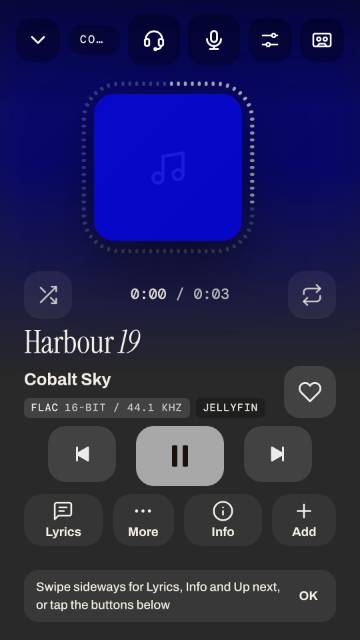 CO…
0:00 / 0:03
Harbour 19
Cobalt Sky
FLAC 16-BIT / 44.1 KHZ JELLYFIN
Lyrics More Info Add
Swipe sideways for Lyrics, Info and Up next,
or tap the buttons below
OK